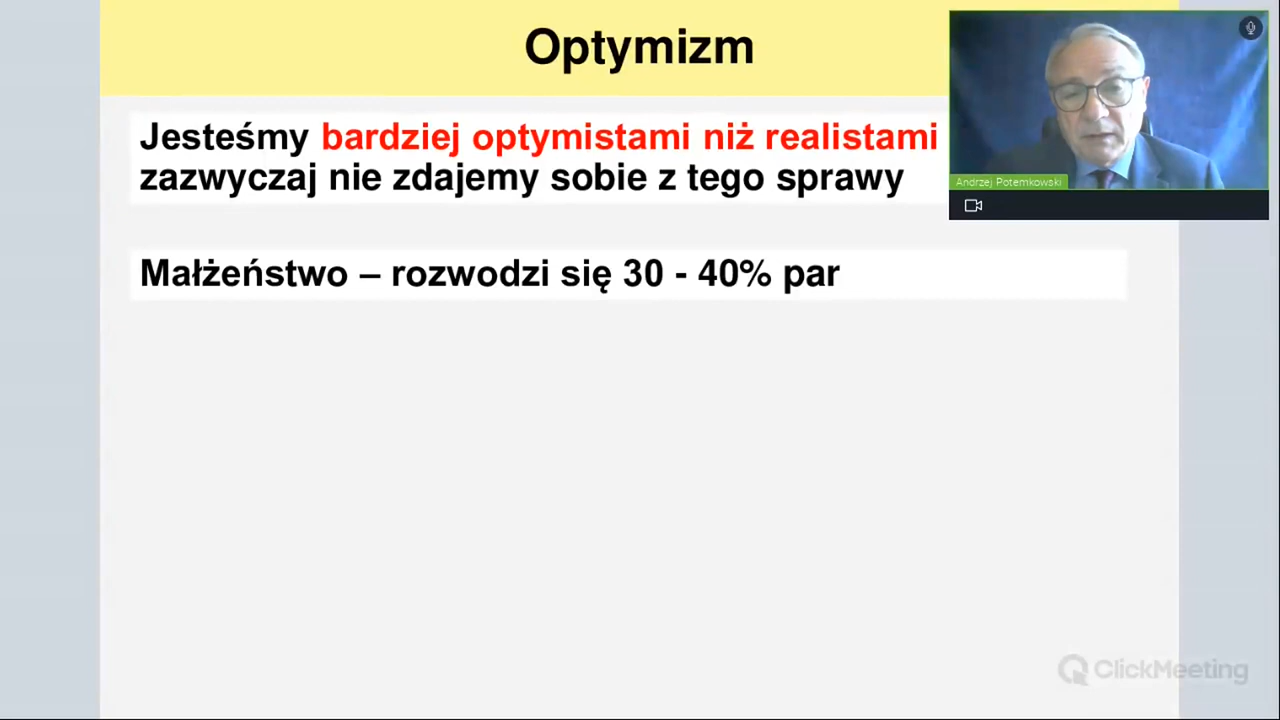 Optymizm
Jesteśmy bardziej optymistami niż realistami
zazwyczaj nie zdajemy sobie z tego sprawy
Małżeństwo – rozwodzi się 30 - 40% par
Andrzej Potemkowski
ClickMeeting